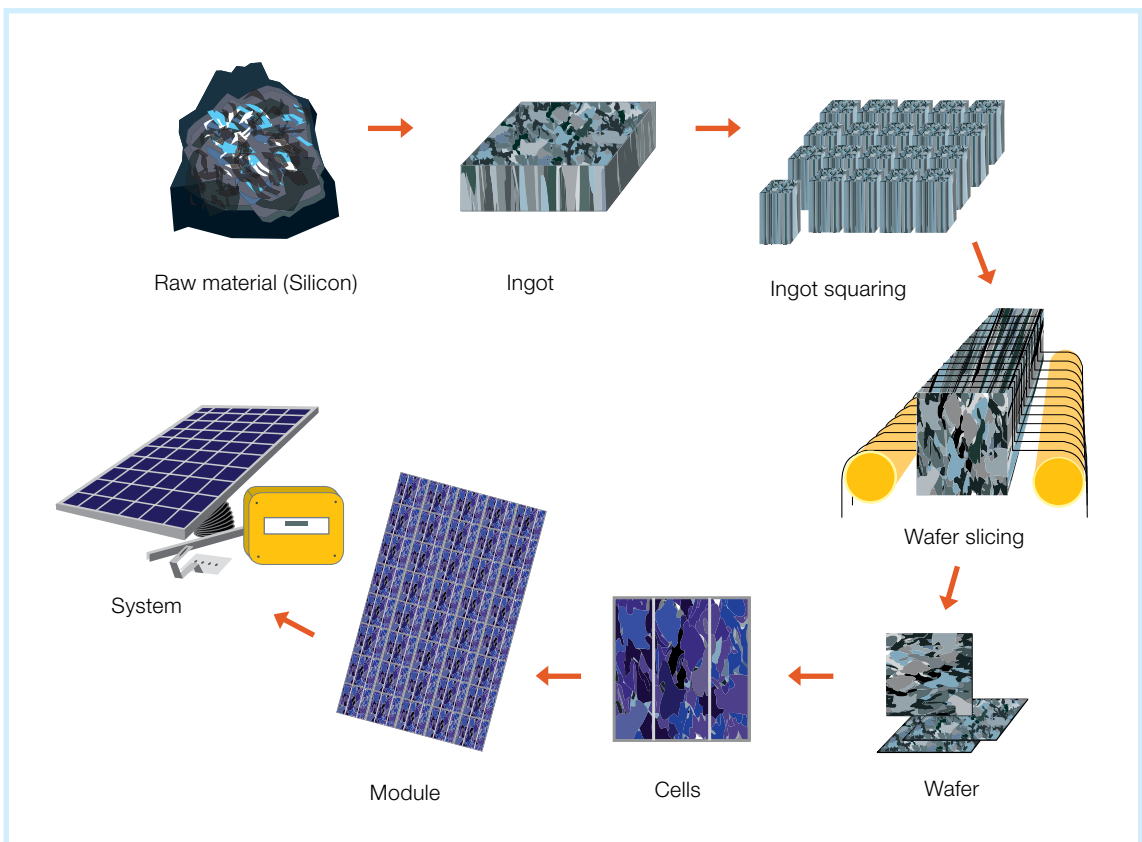 Raw material (Silicon)
Ingot
Ingot squaring
Wafer slicing
Wafer
Cells
Module
System